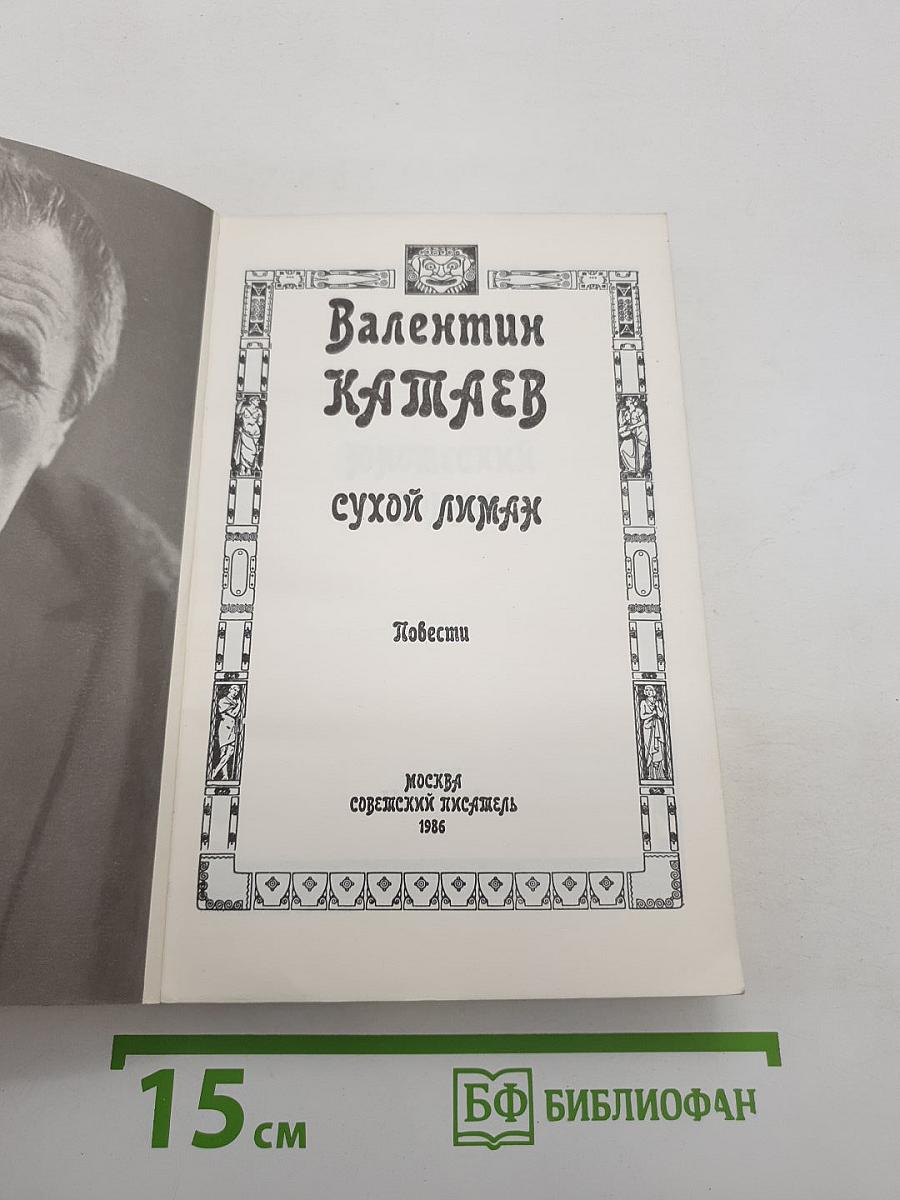 Валентин
КАТАЕВ
СУХОЙ ЛИМАН
Повести
МОСКВА
СОВЕТСКИЙ ПИСАТЕЛЬ
1986
15 см
БФ БИБЛИОФАН